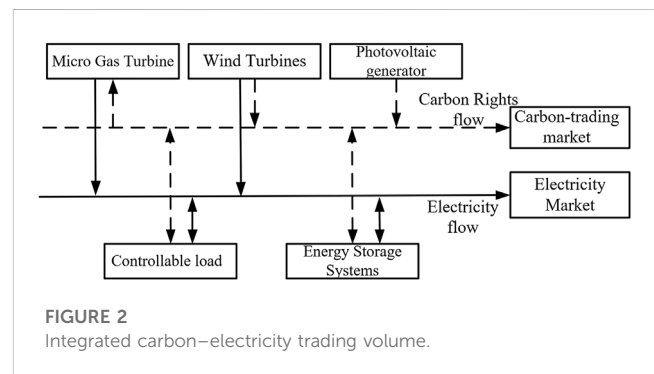 Micro Gas Turbine
Wind Turbines
Photovoltaic
generator
Carbon Rights
flow
Carbon-trading
market
Electricity
Market
Electricity
flow
Controllable load
Energy Storage
Systems
FIGURE 2
Integrated carbon–electricity trading volume.